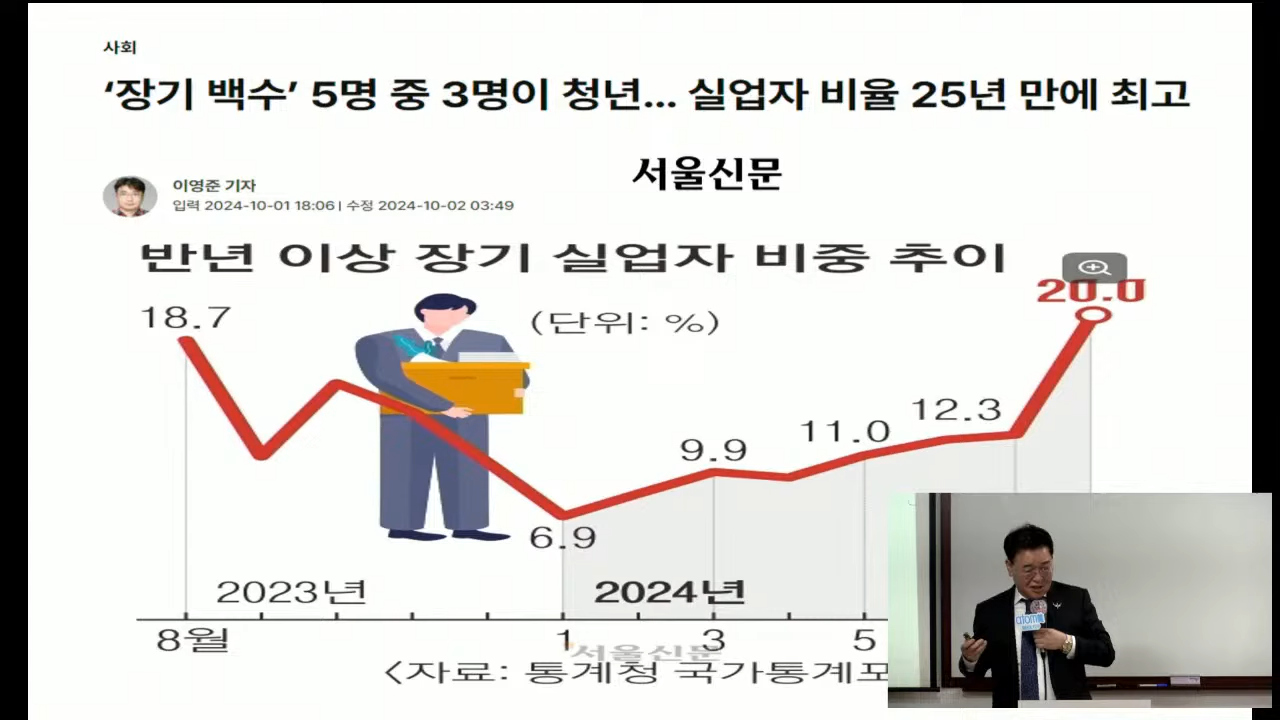 사회
‘장기 백수’ 5명 중 3명이 청년... 실업자 비율 25년 만에 최고
서울신문
이영준 기자
입력 2024-10-01 18:06 | 수정 2024-10-02 03:49
반년 이상 장기 실업자 비중 추이
(단위: %)
18.7
20.0
12.3
11.0
9.9
6.9
2023년 2024년
8월 1 3 5
서울신문
<자료: 통계청 국가통계포
atom美